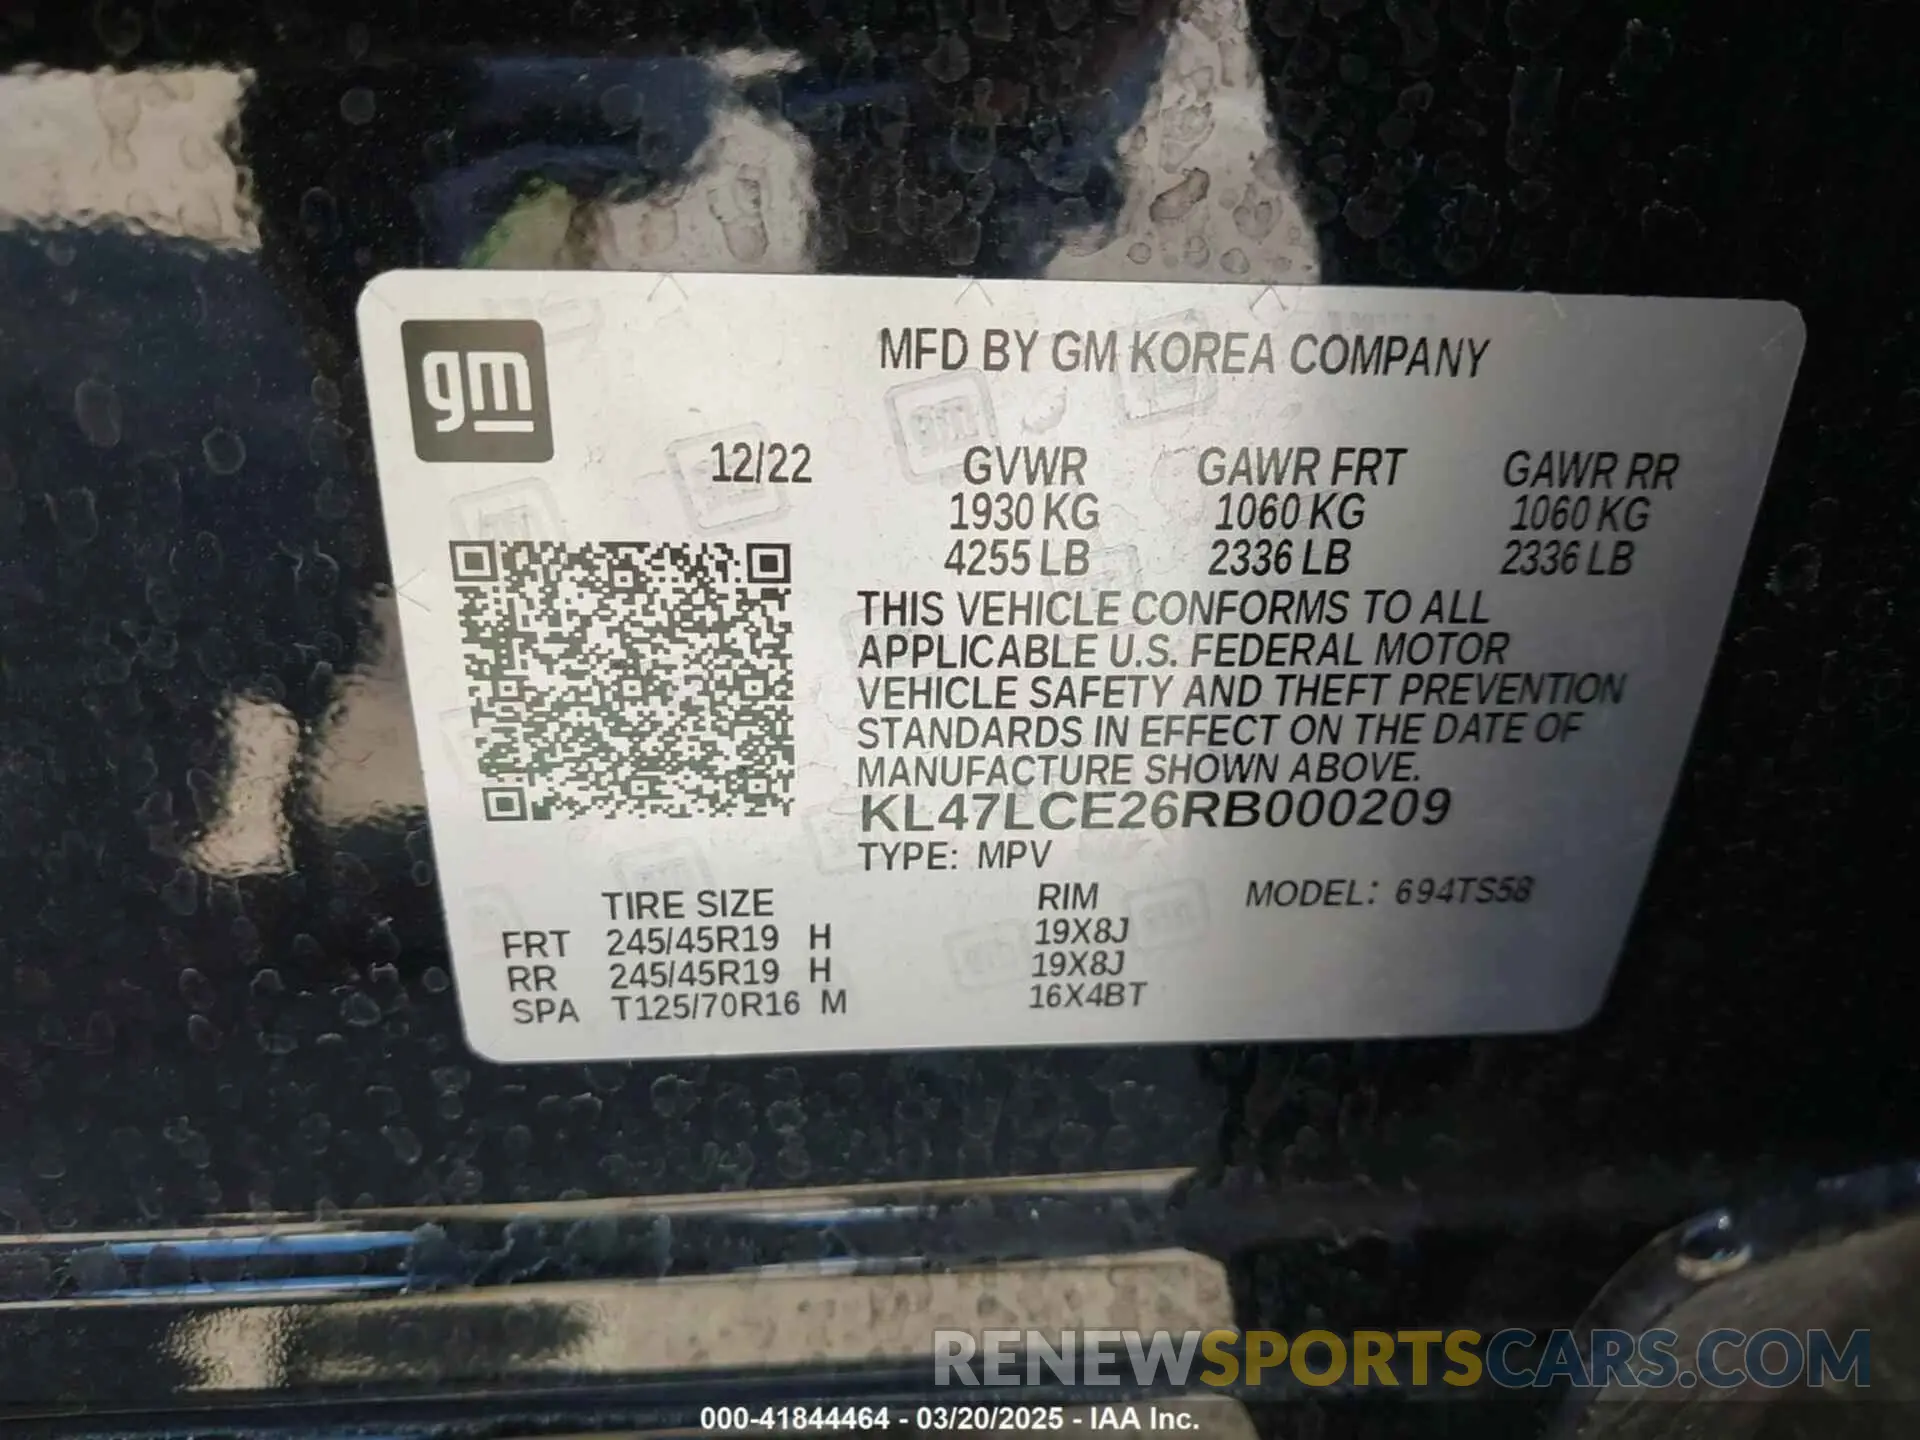 gm
MFD BY GM KOREA COMPANY
12/22 GVWR GAWR FRT GAWR RR
1930 KG 1060 KG 1060 KG
4255 LB 2336 LB 2336 LB
THIS VEHICLE CONFORMS TO ALL
APPLICABLE U.S. FEDERAL MOTOR
VEHICLE SAFETY AND THEFT PREVENTION
STANDARDS IN EFFECT ON THE DATE OF
MANUFACTURE SHOWN ABOVE.
KL47LCE26RB000209
TYPE: MPV
TIRE SIZE RIM MODEL: 694TS58
FRT 245/45R19 H 19X8J
RR 245/45R19 H 19X8J
SPA T125/70R16 M 16X4BT
RENEWSPORTSCARS.COM
000-41844464 - 03/20/2025 - IAA Inc.